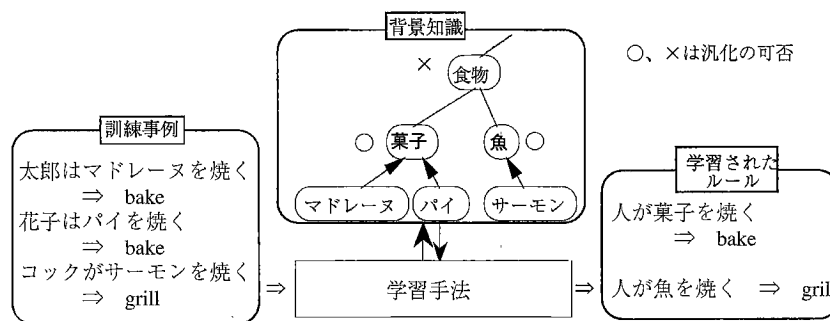 背景知識
食物
×
○、×は汎化の可否
訓練事例
○
菓子
魚
○
太郎はマドレーヌを焼く
⇒ bake
花子はパイを焼く
⇒ bake
コックがサーモンを焼く
⇒ grill
マドレーヌ
パイ
サーモン
学習された
ルール
人が菓子を焼く
⇒ bake
人が魚を焼く ⇒ gril
⇒
学習手法
⇒